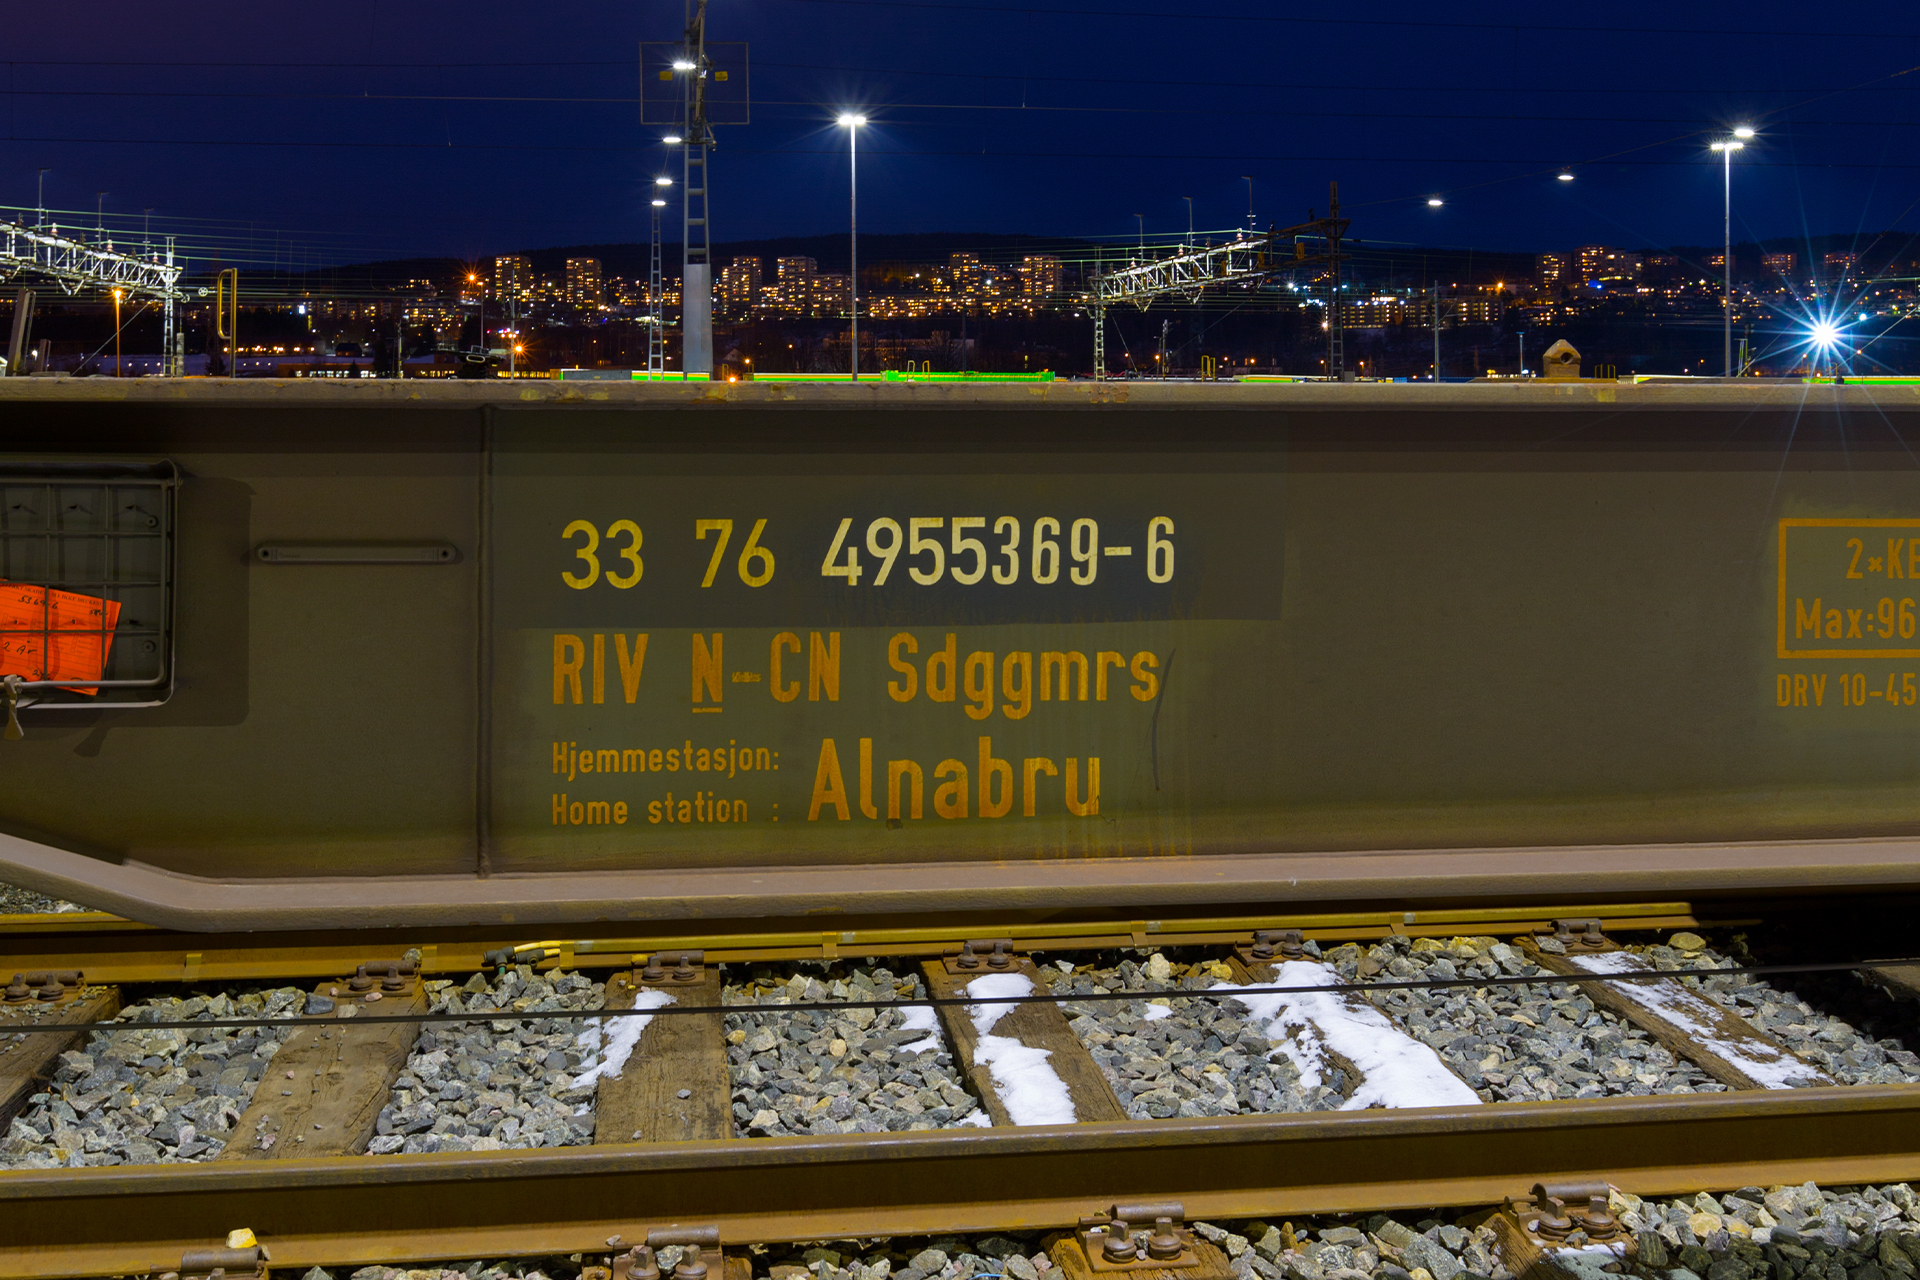 33 76 4955369-6
RIV N-CN Sdggmrs
Hjemmestasjon: Alnabru
Home station :
2×KE
Max:96
DRV 10-45